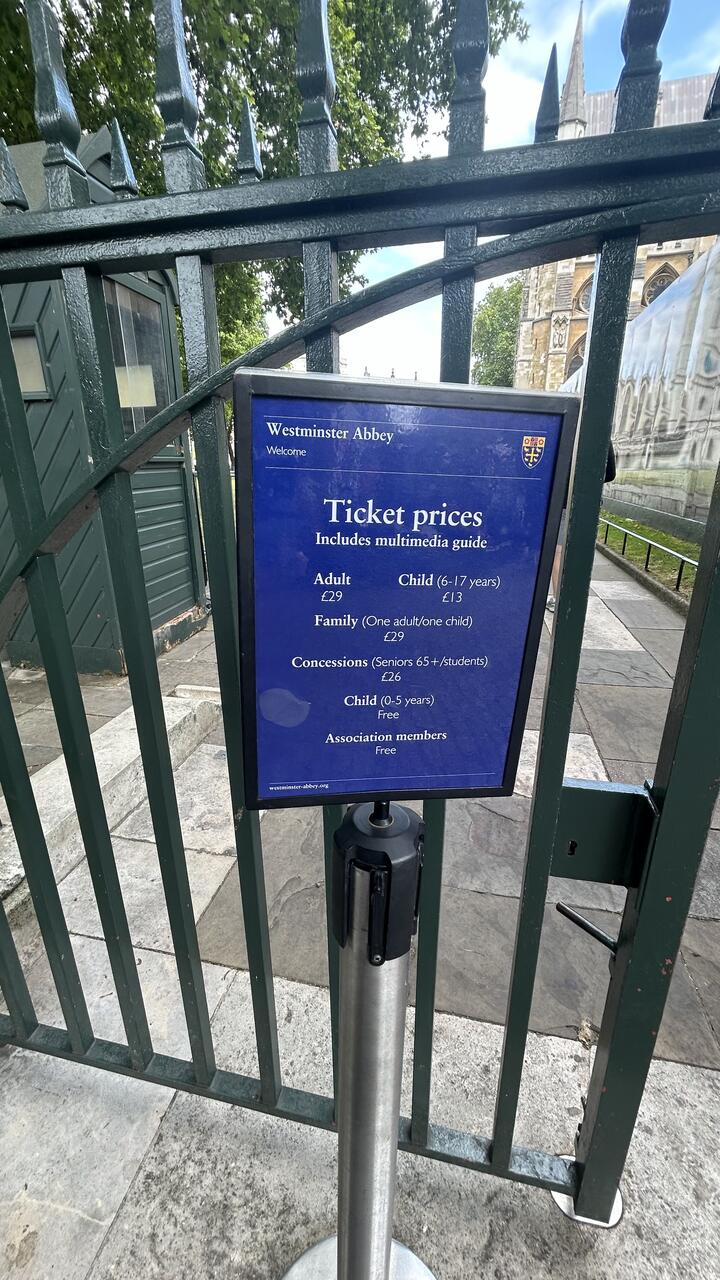 Westminster Abbey
Welcome
Ticket prices
Includes multimedia guide
Adult Child (6-17 years)
£29 £13
Family (One adult/one child)
£29
Concessions (Seniors 65+/students)
£26
Child (0-5 years)
Free
Association members
Free
westminster-abbey.org